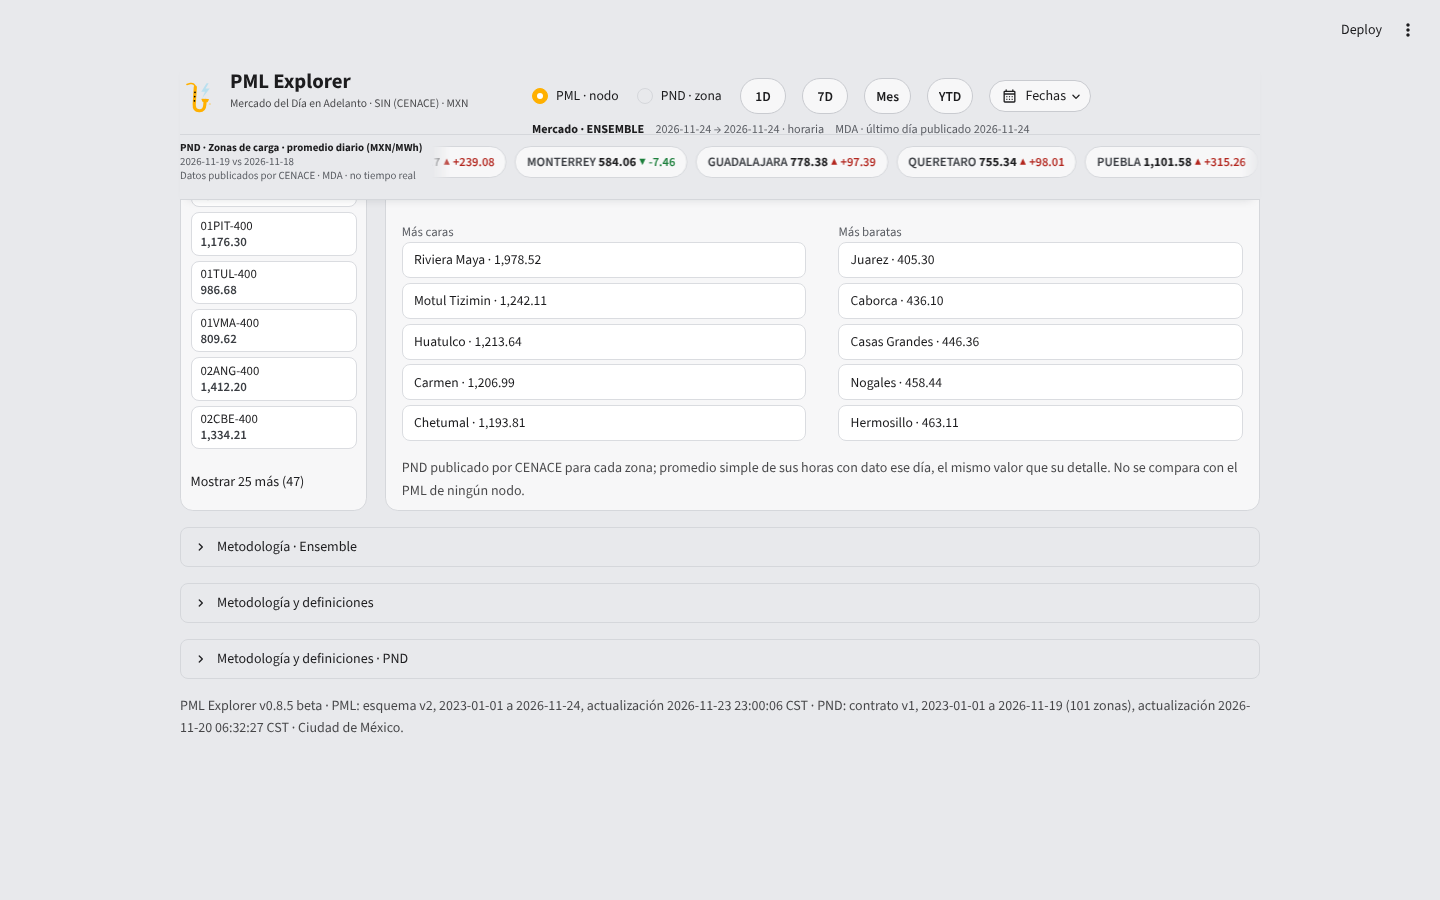 Deploy
PML Explorer
Mercado del Día en Adelanto · SIN (CENACE) · MXN
PML · nodo
PND · zona
1D
7D
Mes
YTD
Fechas
Mercado · ENSEMBLE 2026-11-24 → 2026-11-24 · horaria MDA · último día publicado 2026-11-24
PND · Zonas de carga · promedio diario (MXN/MWh)
2026-11-19 vs 2026-11-18
Datos publicados por CENACE · MDA · no tiempo real
7 ▲ +239.08
MONTERREY 584.06 ▼ -7.46
GUADALAJARA 778.38 ▲ +97.39
QUERETARO 755.34 ▲ +98.01
PUEBLA 1,101.58 ▲ +315.26
01PIT-400
1,176.30
01TUL-400
986.68
01VMA-400
809.62
02ANG-400
1,412.20
02CBE-400
1,334.21
Mostrar 25 más (47)
Más caras
Riviera Maya · 1,978.52
Motul Tizimin · 1,242.11
Huatulco · 1,213.64
Carmen · 1,206.99
Chetumal · 1,193.81
Más baratas
Juarez · 405.30
Caborca · 436.10
Casas Grandes · 446.36
Nogales · 458.44
Hermosillo · 463.11
PND publicado por CENACE para cada zona; promedio simple de sus horas con dato ese día, el mismo valor que su detalle. No se compara con el
PML de ningún nodo.
Metodología · Ensemble
Metodología y definiciones
Metodología y definiciones · PND
PML Explorer v0.8.5 beta · PML: esquema v2, 2023-01-01 a 2026-11-24, actualización 2026-11-23 23:00:06 CST · PND: contrato v1, 2023-01-01 a 2026-11-19 (101 zonas), actualización 2026-
11-20 06:32:27 CST · Ciudad de México.